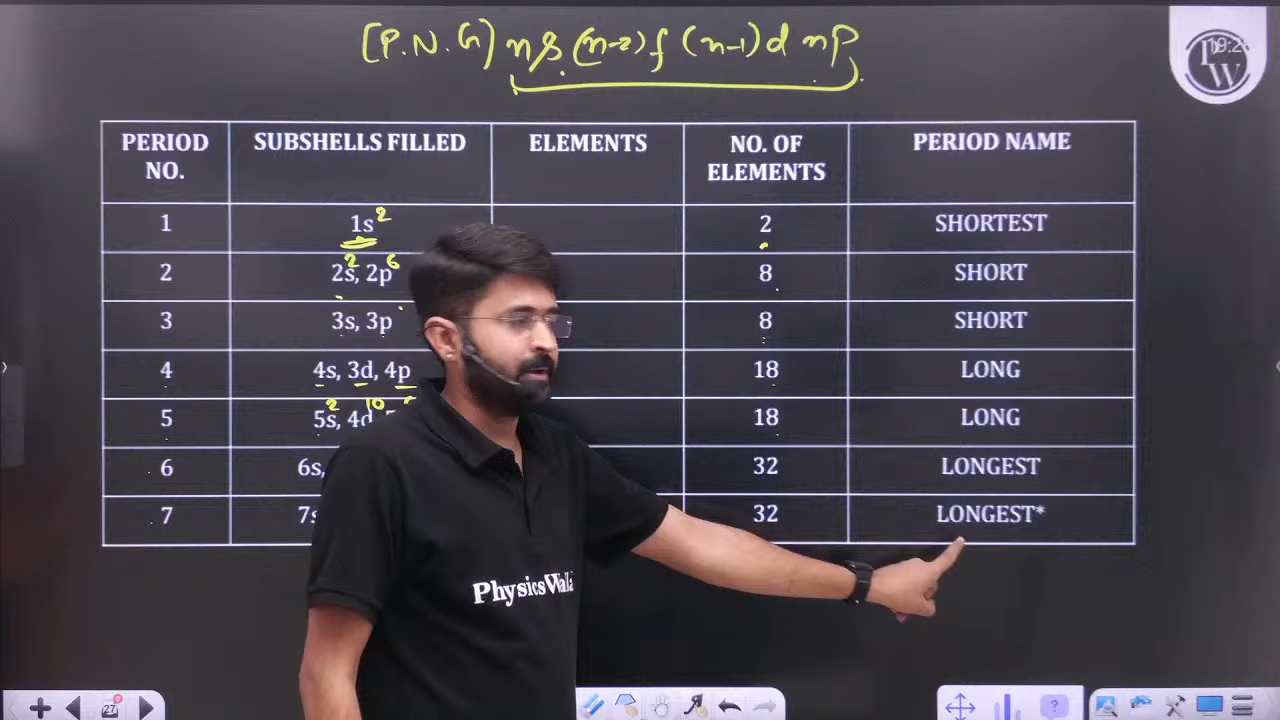 [P.N.G] ns (n-2)f (n-1)d np
PERIOD NO. SUBSHELLS FILLED ELEMENTS NO. OF ELEMENTS PERIOD NAME
1 1s² 2 SHORTEST
2 2s², 2p⁶ 8 SHORT
3 3s, 3p 8 SHORT
4 4s, 3d, 4p 18 LONG
5 5s², 4d¹⁰ 18 LONG
6 6s, 32 LONGEST
7 7s 32 LONGEST*
PhysicsWalla
W
27